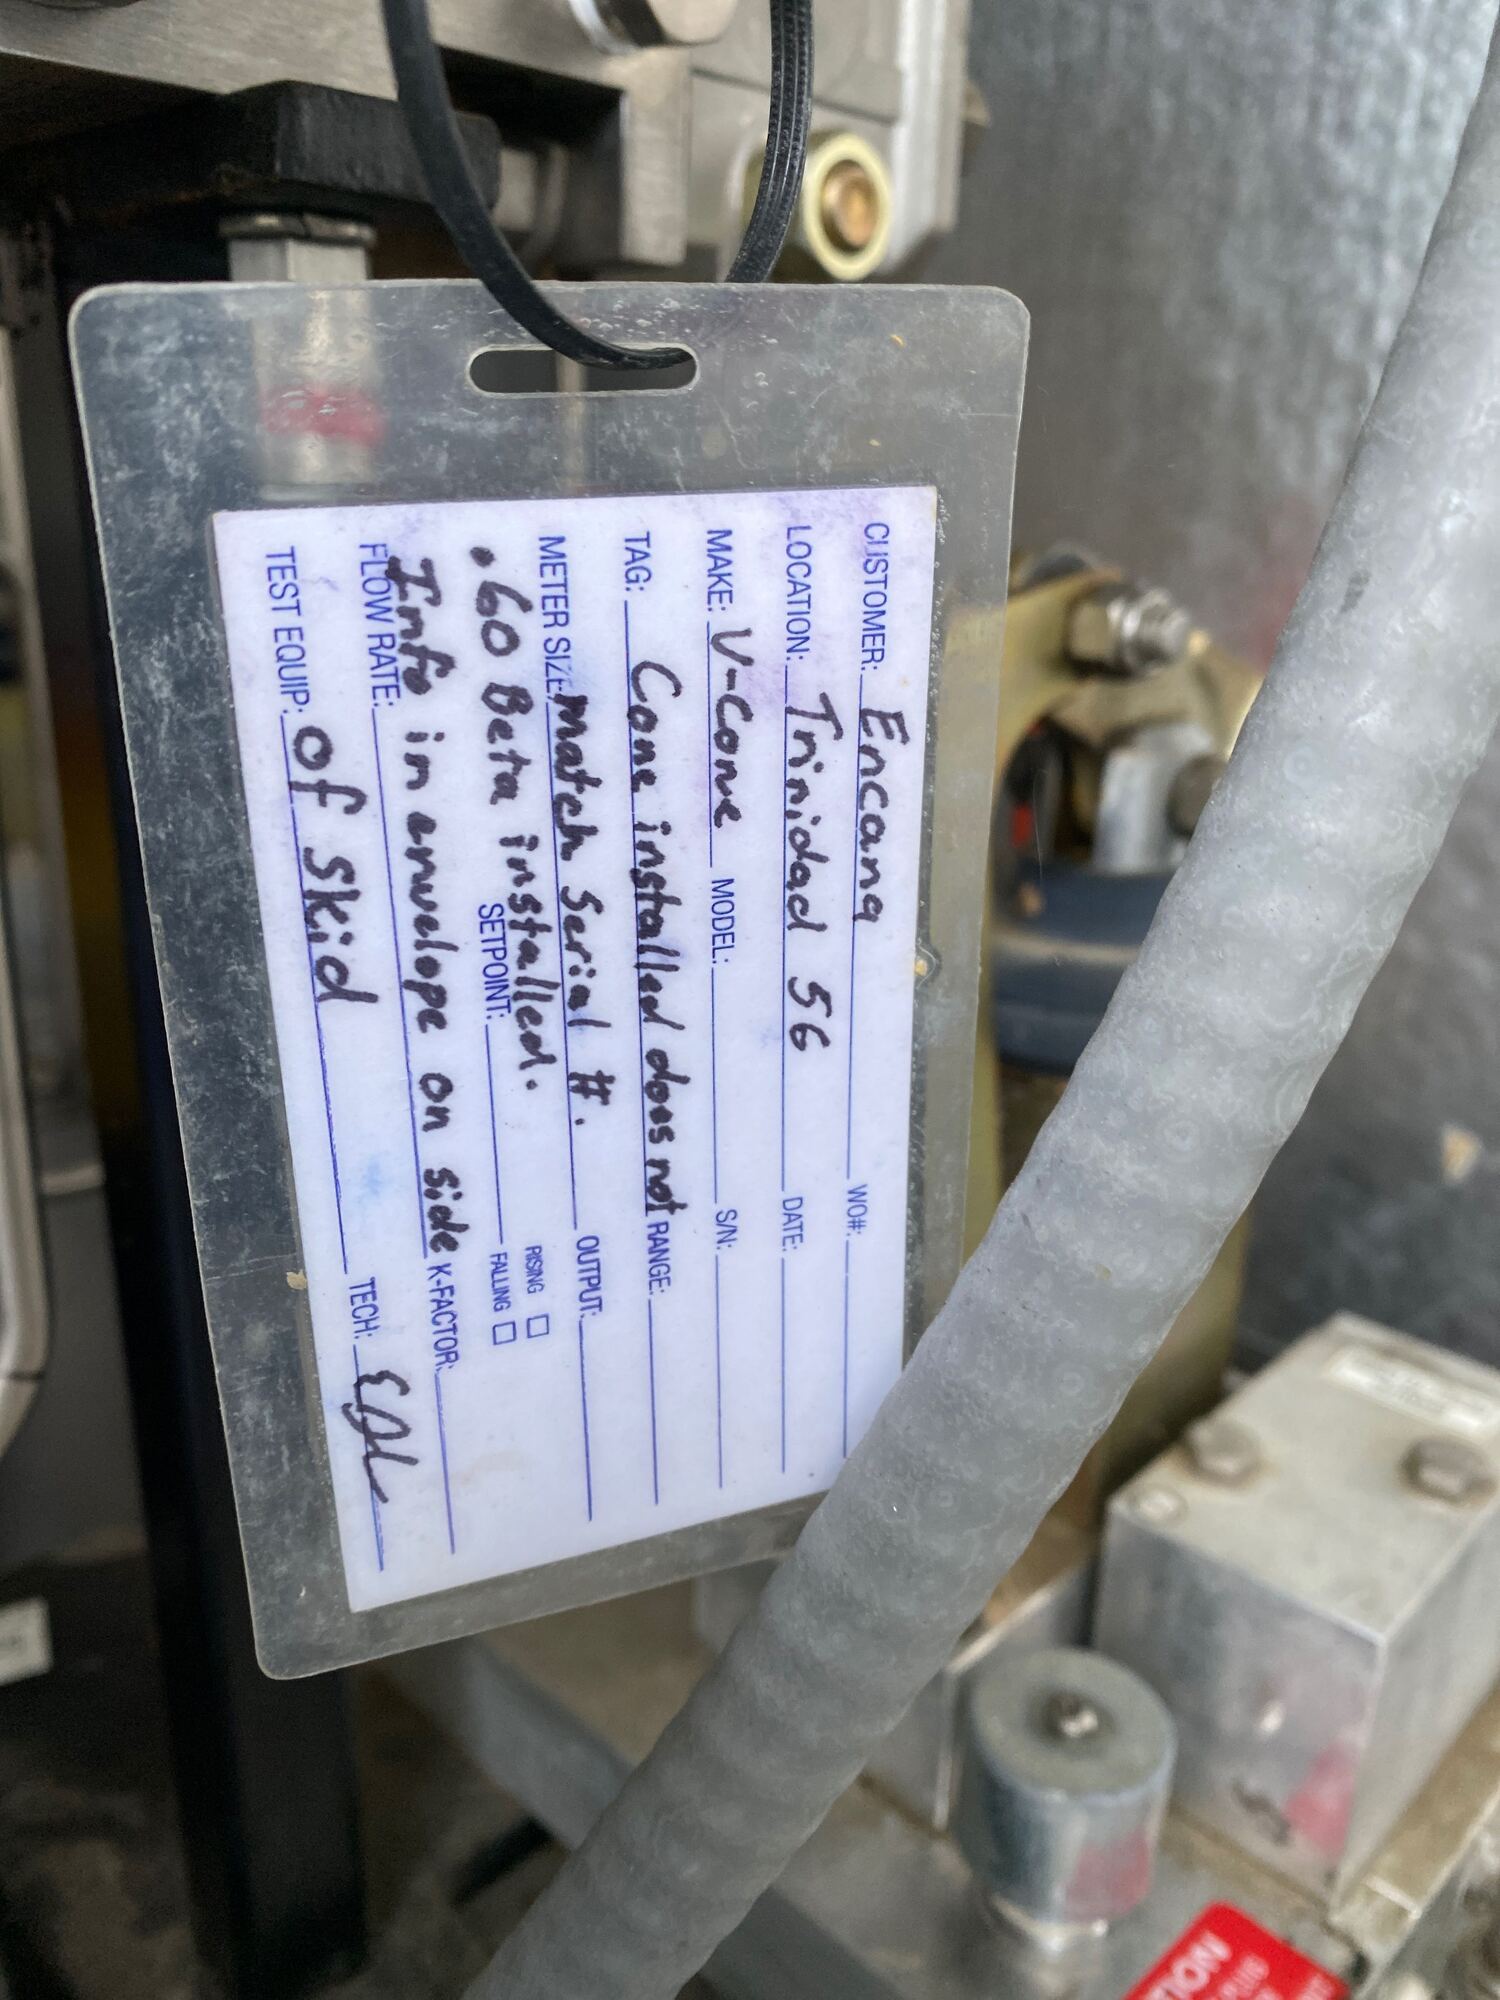 CUSTOMER: Encana WO#:
LOCATION: Trinidad 56 DATE:
MAKE: V-Cone MODEL: S/N:
TAG: Cone installed does not RANGE:
METER SIZE: match serial #. OUTPUT:
.60 Beta installed. RISING
SETPOINT: FALLING
FLOW RATE: Info in envelope on side K-FACTOR:
TEST EQUIP: of skid TECH: